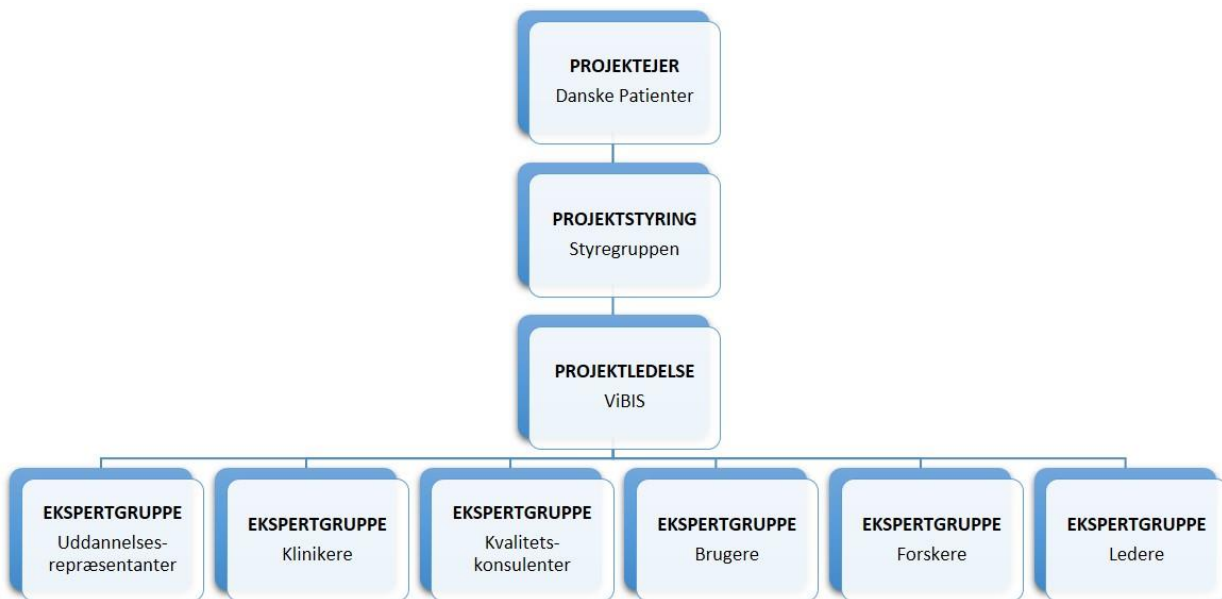 PROJEKTEJER
Danske Patienter
PROJEKTSTYRING
Styregruppen
PROJEKTLEDELSE
ViBIS
EKSPERTGRUPPE
Uddannelses-
repræsentanter
EKSPERTGRUPPE
Klinikere
EKSPERTGRUPPE
Kvalitets-
konsulenter
EKSPERTGRUPPE
Brugere
EKSPERTGRUPPE
Forskere
EKSPERTGRUPPE
Ledere